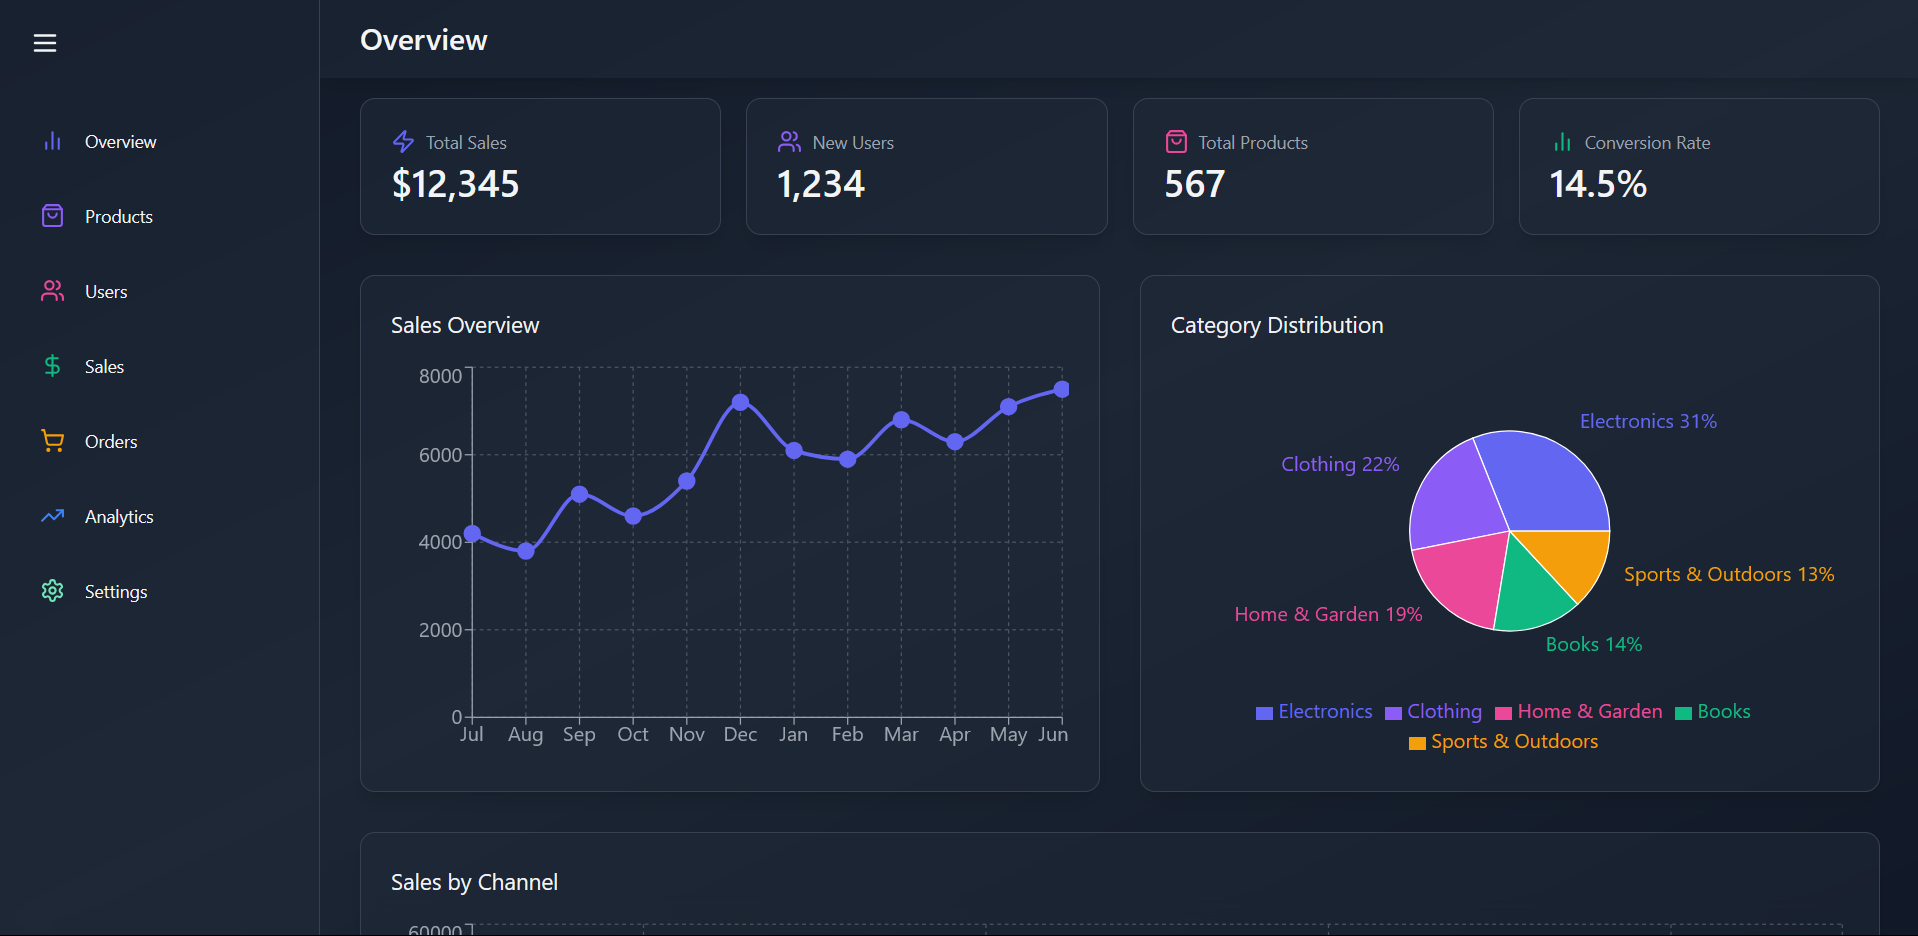 Overview
Overview
Products
Users
Sales
Orders
Analytics
Settings
Total Sales
$12,345
New Users
1,234
Total Products
567
Conversion Rate
14.5%
Sales Overview
8000
6000
4000
2000
0
Jul Aug Sep Oct Nov Dec Jan Feb Mar Apr May Jun
Category Distribution
Electronics 31%
Clothing 22%
Sports & Outdoors 13%
Home & Garden 19%
Books 14%
Electronics Clothing Home & Garden Books
Sports & Outdoors
Sales by Channel
60000